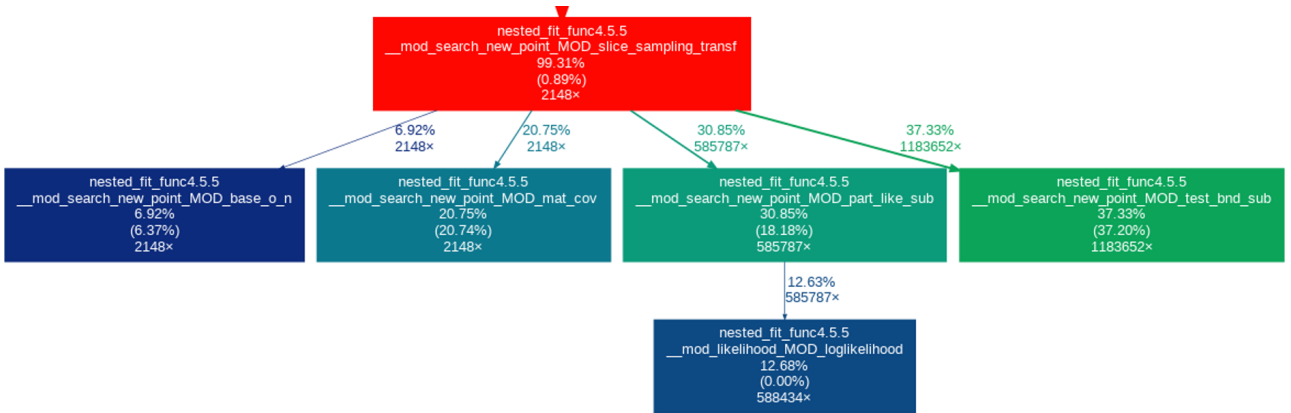 nested_fit_func4.5.5
__mod_search_new_point_MOD_slice_sampling_transf
99.31%
(0.89%)
2148×
6.92%
2148×
20.75%
2148×
30.85%
585787×
37.33%
1183652×
nested_fit_func4.5.5
__mod_search_new_point_MOD_base_o_n
6.92%
(6.37%)
2148×
nested_fit_func4.5.5
__mod_search_new_point_MOD_mat_cov
20.75%
(20.74%)
2148×
nested_fit_func4.5.5
__mod_search_new_point_MOD_part_like_sub
30.85%
(18.18%)
585787×
nested_fit_func4.5.5
__mod_search_new_point_MOD_test_bnd_sub
37.33%
(37.20%)
1183652×
12.63%
585787×
nested_fit_func4.5.5
__mod_likelihood_MOD_loglikelihood
12.68%
(0.00%)
588434×